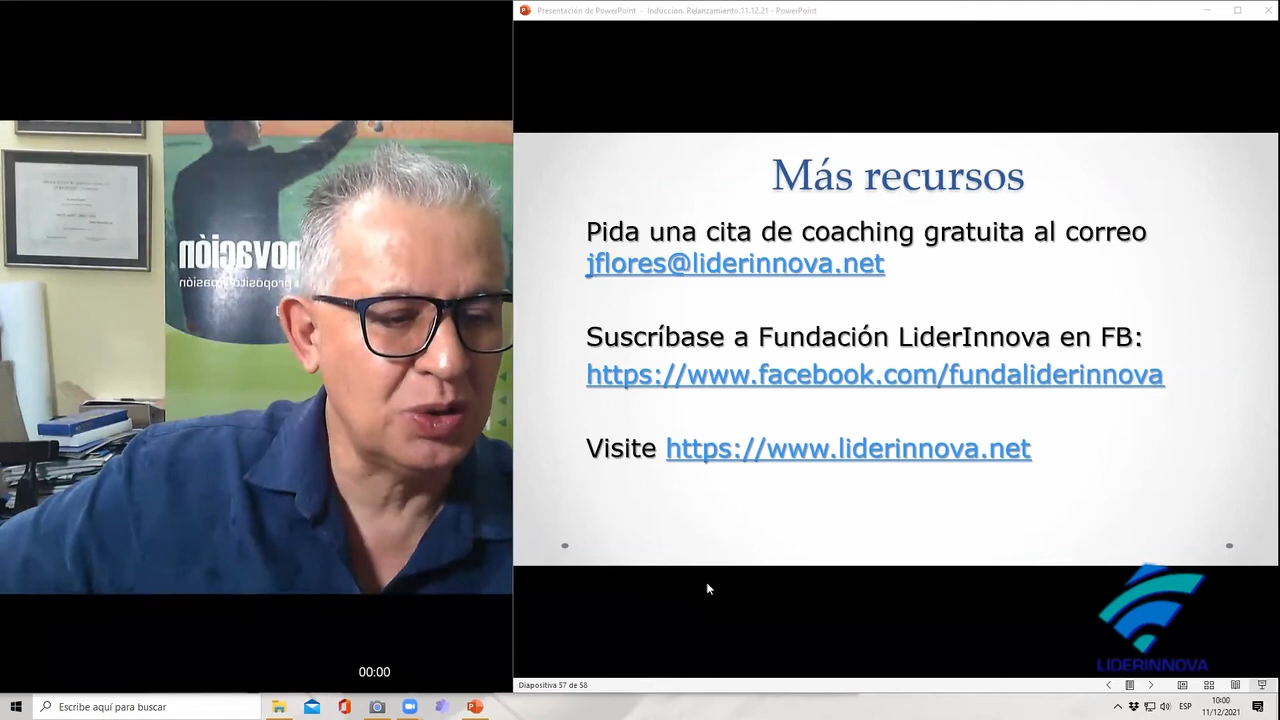 Presentación de PowerPoint - Induccion. Relanzamiento.11.12.21 - PowerPoint
Más recursos
Pida una cita de coaching gratuita al correo
jflores@liderinnova.net
Suscríbase a Fundación LiderInnova en FB:
https://www.facebook.com/fundaliderinnova
Visite https://www.liderinnova.net
LIDERINNOVA
00:00
Diapositiva 57 de 58
Escribe aquí para buscar
ESP
10:00
11/12/2021